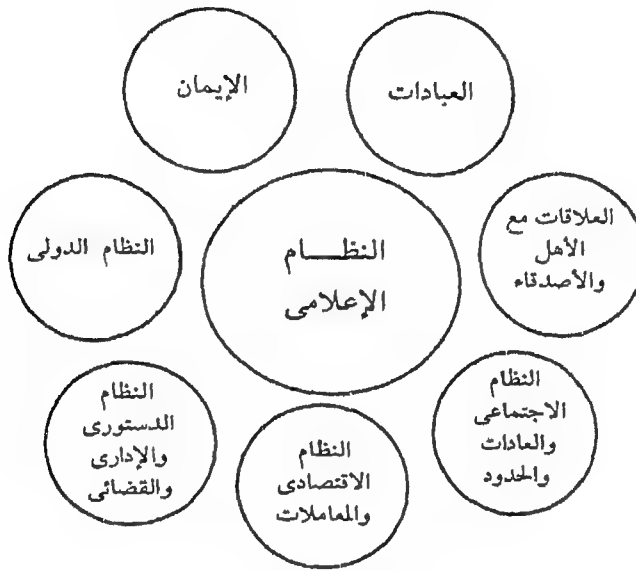 العبادات
الإيمان
العلاقات مع
الأهل
والأصدقاء
النظام
الإعلامى
النظام الدولى
النظام
الاجتماعى
والعادات
والحدود
النظام
الاقتصادى
والمعاملات
النظام
الدستورى
والإدارى
والقضائى